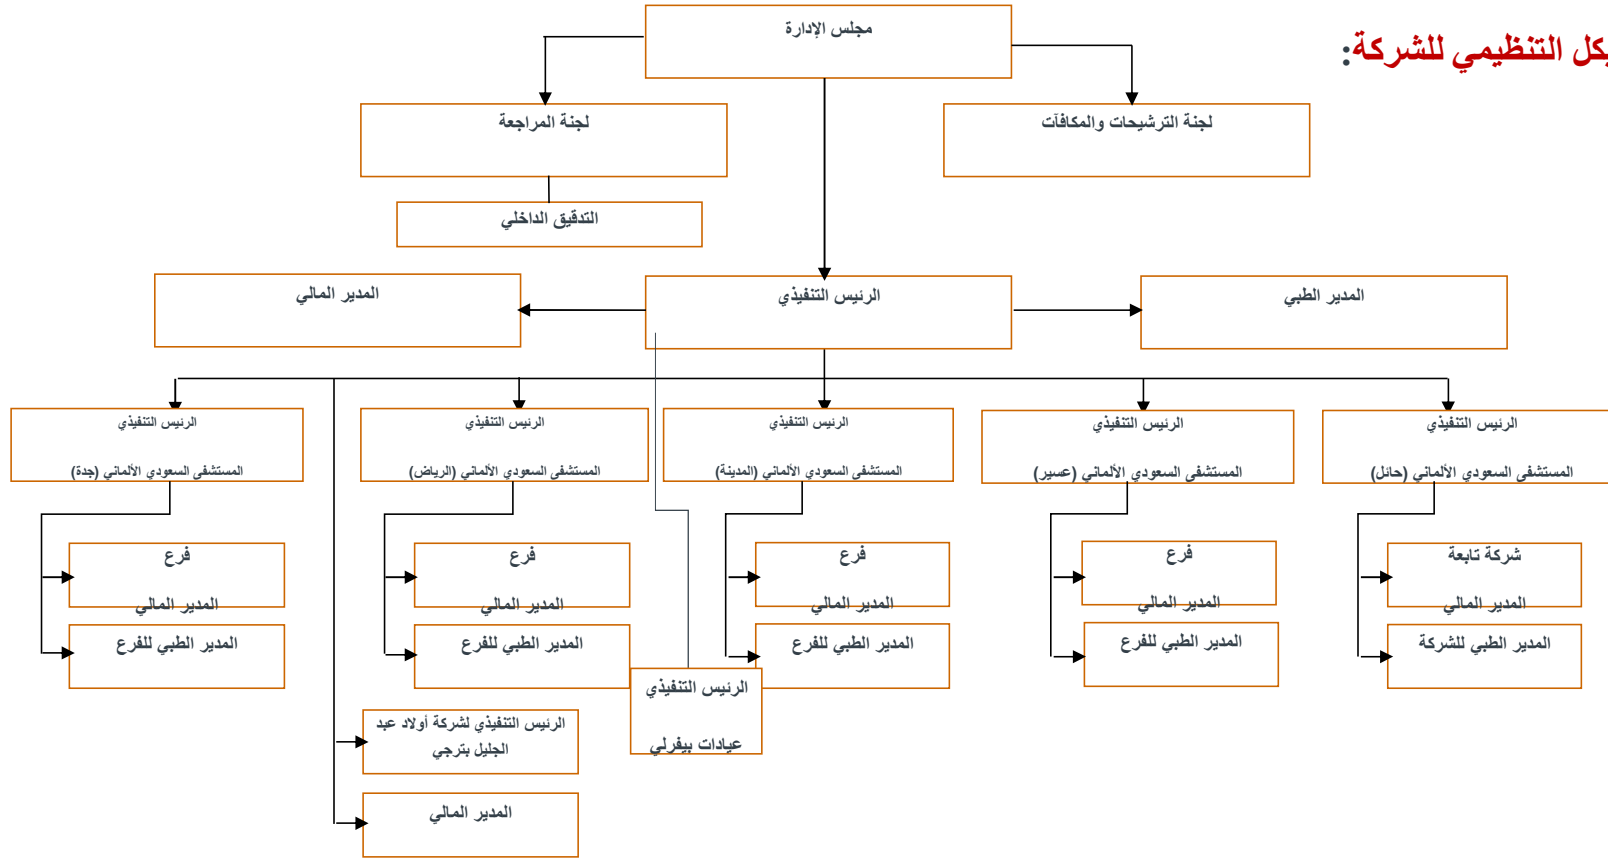 يكل التنظيمي للشركة:
مجلس الإدارة
لجنة الترشيحات والمكافآت
لجنة المراجعة
التدقيق الداخلي
المدير الطبي
الرئيس التنفيذي
المدير المالي
الرئيس التنفيذي
المستشفى السعودي الألماني (حائل)
الرئيس التنفيذي
المستشفى السعودي الألماني (عسير)
الرئيس التنفيذي
المستشفى السعودي الألماني (المدينة)
الرئيس التنفيذي
المستشفى السعودي الألماني (الرياض)
الرئيس التنفيذي
المستشفى السعودي الألماني (جدة)
شركة تابعة
المدير المالي
المدير الطبي للشركة
فرع
المدير المالي
المدير الطبي للفرع
فرع
المدير المالي
المدير الطبي للفرع
فرع
المدير المالي
المدير الطبي للفرع
فرع
المدير المالي
المدير الطبي للفرع
الرئيس التنفيذي
عيادات بيفرلي
الرئيس التنفيذي لشركة أولاد عبد
الجليل بترجي
المدير المالي